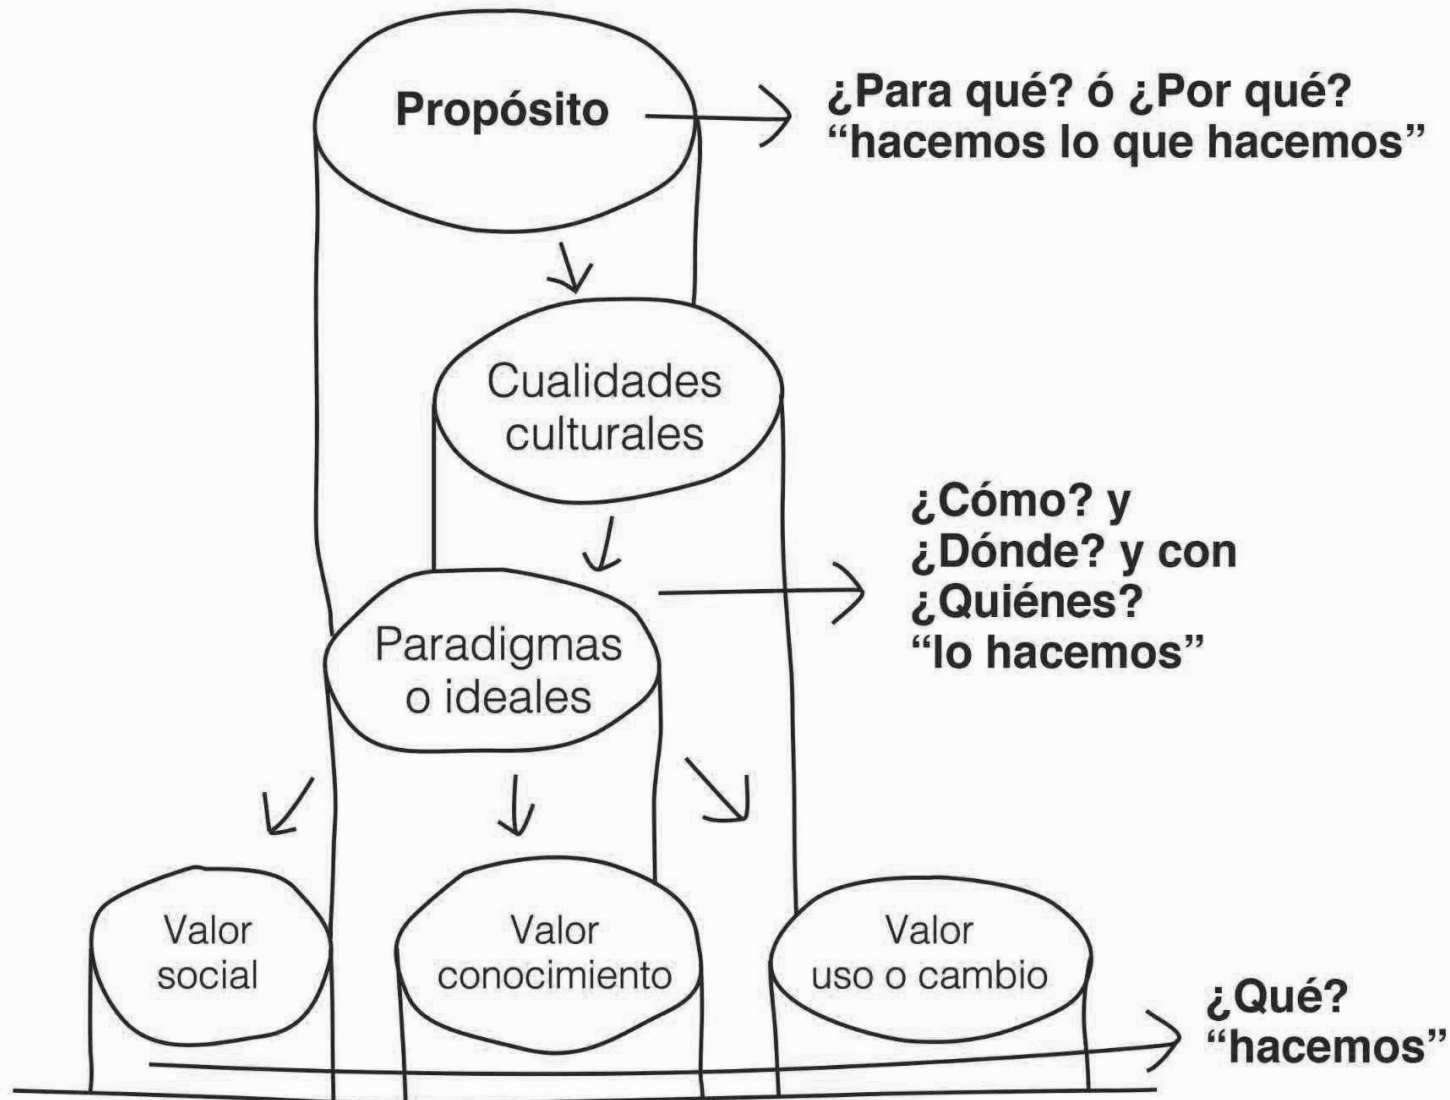 Propósito
¿Para qué? ó ¿Por qué?
“hacemos lo que hacemos”
Cualidades
culturales
¿Cómo? y
¿Dónde? y con
¿Quiénes?
“lo hacemos”
Paradigmas
o ideales
Valor
social
Valor
conocimiento
Valor
uso o cambio
¿Qué?
“hacemos”